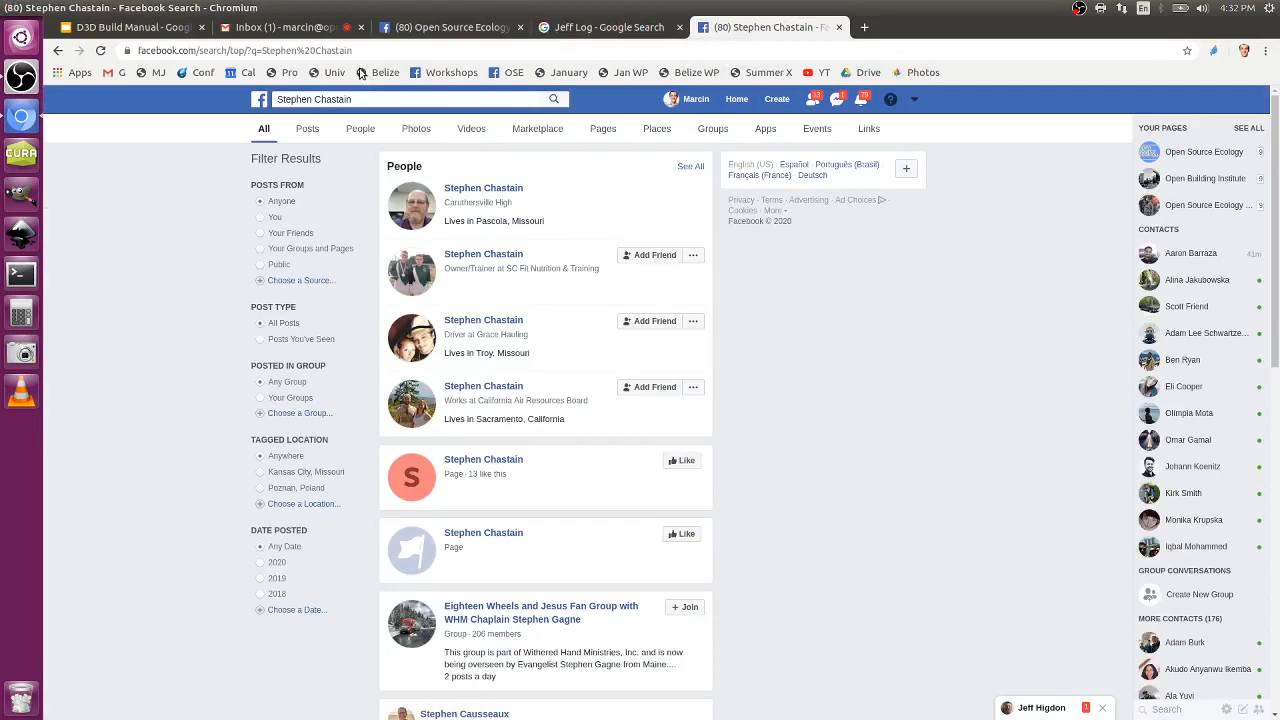 (80) Stephen Chastain - Facebook Search - Chromium
En
4:32 PM
D3D Build Manual - Googl
Inbox (1) - marcin@op
(80) Open Source Ecology
Jeff Log - Google Search
(80) Stephen Chastain - Fe
facebook.com/search/top/?q=Stephen%20Chastain
Apps
G
MJ
Conf
Cal
Pro
Univ
Belize
Workshops
OSE
January
Jan WP
Belize WP
Summer X
YT
Drive
Photos
Stephen Chastain
Marcin
Home
Create
13
1
79
All
Posts
People
Photos
Videos
Marketplace
Pages
Places
Groups
Apps
Events
Links
Filter Results
POSTS FROM
Anyone
You
Your Friends
Your Groups and Pages
Public
Choose a Source...
POST TYPE
All Posts
Posts You've Seen
POSTED IN GROUP
Any Group
Your Groups
Choose a Group...
TAGGED LOCATION
Anywhere
Kansas City, Missouri
Poznan, Poland
Choose a Location...
DATE POSTED
Any Date
2020
2019
2018
Choose a Date...
People
See All
Stephen Chastain
Caruthersville High
Lives in Pascola, Missouri
Stephen Chastain
Owner/Trainer at SC Fit Nutrition & Training
Add Friend
Stephen Chastain
Driver at Grace Hauling
Lives in Troy, Missouri
Add Friend
Stephen Chastain
Works at California Air Resources Board
Lives in Sacramento, California
Add Friend
S
Stephen Chastain
Page · 13 like this
Like
Stephen Chastain
Page
Like
Eighteen Wheels and Jesus Fan Group with
WHM Chaplain Stephen Gagne
Group · 206 members
This group is part of Withered Hand Ministries, Inc. and is now
being overseen by Evangelist Stephen Gagne from Maine....
2 posts a day
Join
Stephen Causseaux
English (US) · Español · Português (Brasil) ·
Français (France) · Deutsch
Privacy · Terms · Advertising · Ad Choices ·
Cookies · More
Facebook © 2020
YOUR PAGES
SEE ALL
Open Source Ecology
9
Open Building Institute
9
Open Source Ecology ...
9
CONTACTS
Aaron Barraza
41m
Alina Jakubowska
Scott Friend
Adam Lee Schwartze...
Ben Ryan
Eli Cooper
Olimpia Mota
Omar Gamal
Johann Koenitz
Kirk Smith
Monika Krupska
Iqbal Mohammed
GROUP CONVERSATIONS
Create New Group
MORE CONTACTS (176)
Adam Burk
Akudo Anyanwu Ikemba
Ala Yuyi
Search
Jeff Higdon
1
CURA